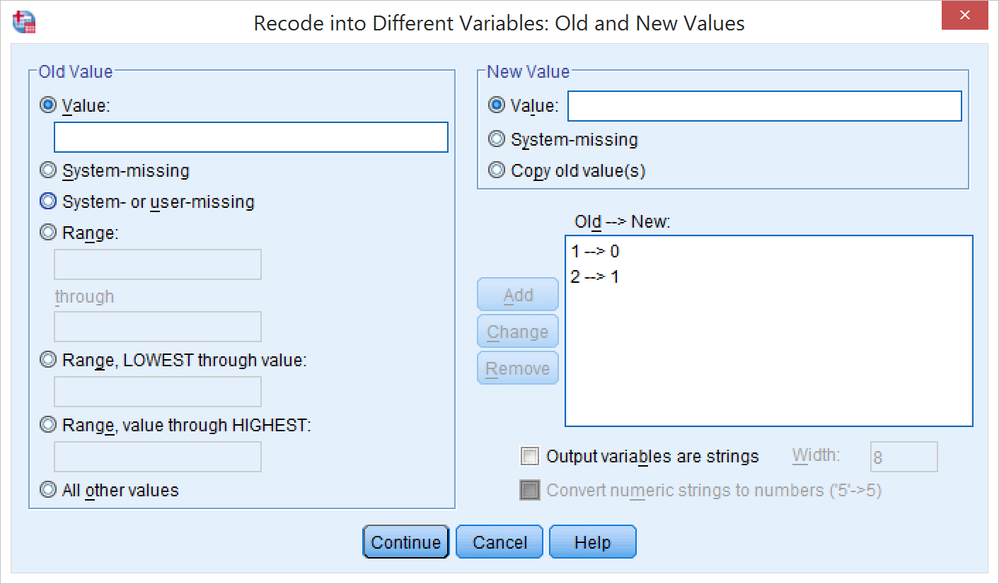 Recode into Different Variables: Old and New Values
Old Value
Value:
System-missing
System- or user-missing
Range:
through
Range, LOWEST through value:
Range, value through HIGHEST:
All other values
New Value
Value:
System-missing
Copy old value(s)
Old --> New:
1 --> 0
2 --> 1
Add
Change
Remove
Output variables are strings
Width:
8
Convert numeric strings to numbers ('5'->5)
Continue
Cancel
Help